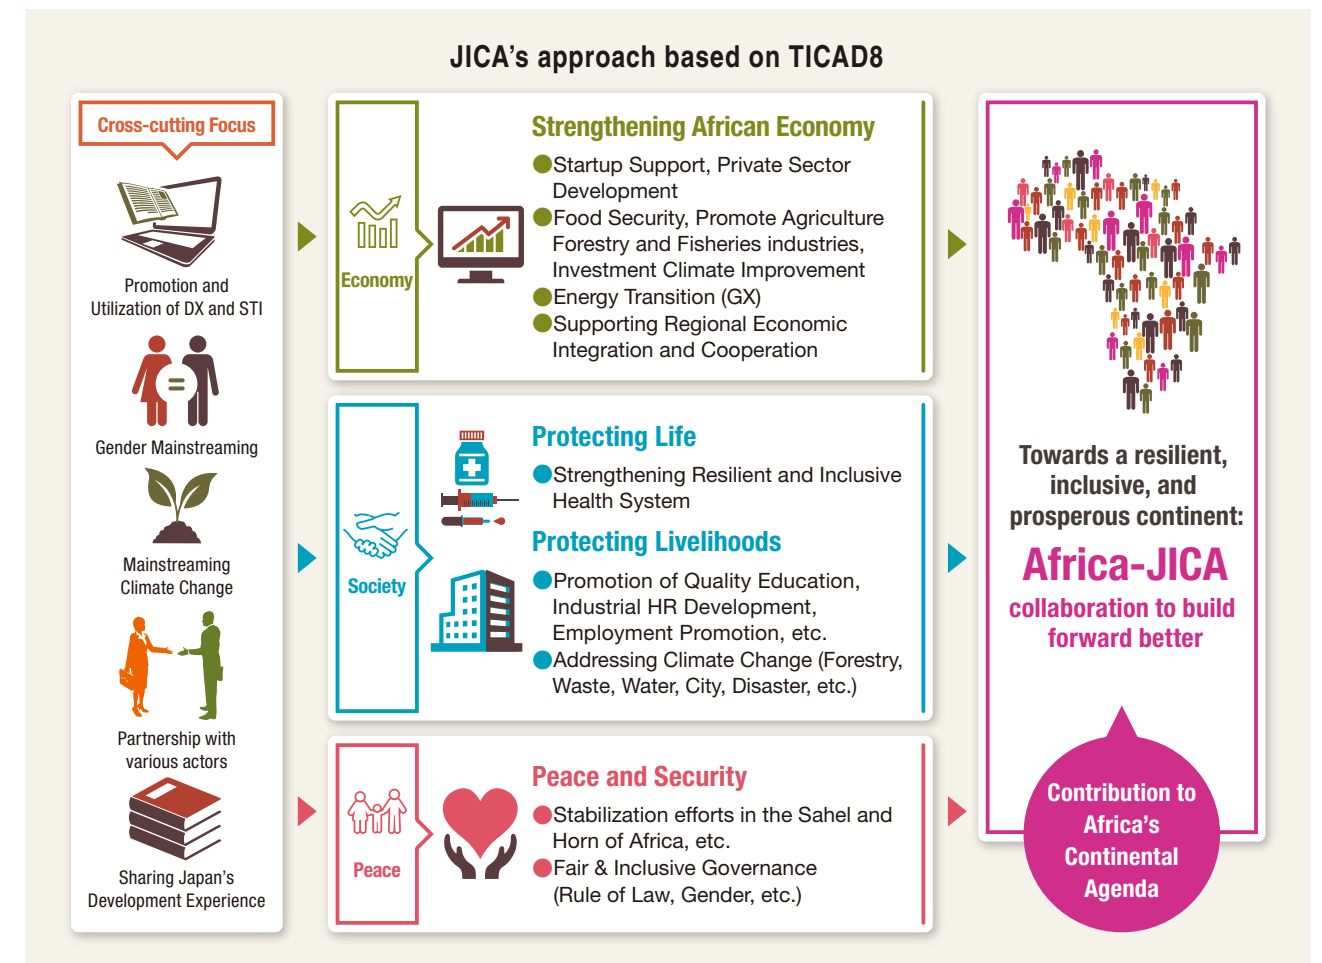 JICA's approach based on TICAD8
Cross-cutting Focus
Promotion and
Utilization of DX and STI
Gender Mainstreaming
Mainstreaming
Climate Change
Partnership with
various actors
Sharing Japan's
Development Experience
Economy
Strengthening African Economy
●Startup Support, Private Sector
Development
●Food Security, Promote Agriculture
Forestry and Fisheries industries,
Investment Climate Improvement
●Energy Transition (GX)
●Supporting Regional Economic
Integration and Cooperation
Society
Protecting Life
●Strengthening Resilient and Inclusive
Health System
Protecting Livelihoods
●Promotion of Quality Education,
Industrial HR Development,
Employment Promotion, etc.
●Addressing Climate Change (Forestry,
Waste, Water, City, Disaster, etc.)
Peace
Peace and Security
●Stabilization efforts in the Sahel and
Horn of Africa, etc.
●Fair & Inclusive Governance
(Rule of Law, Gender, etc.)
Towards a resilient,
inclusive, and
prosperous continent:
Africa-JICA
collaboration to build
forward better
Contribution to
Africa's
Continental
Agenda